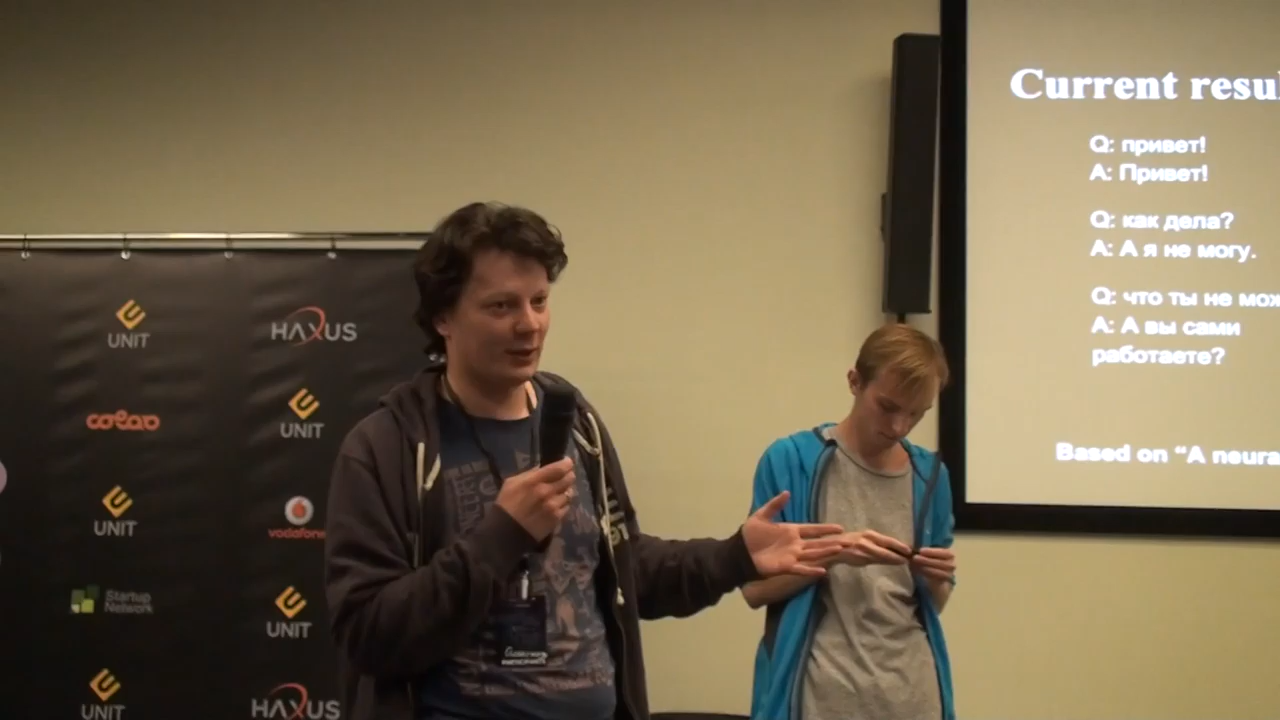 Current resu
Q: привет!
A: Привет!
Q: как дела?
A: А я не могу.
Q: что ты не мож
A: А вы сами
работаете?
Based on “A neura
UNIT
HAXUS
UNIT
UNIT
vodafone
Startup
Network
UNIT
UNIT
HAXUS